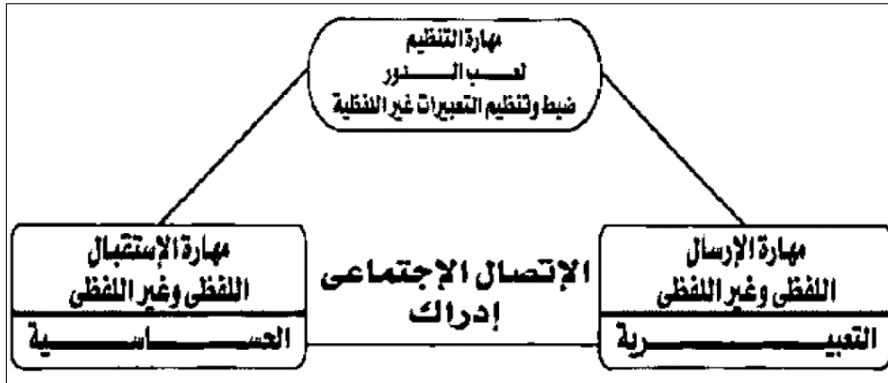 مهارة التنظيم
لعب الدور
ضبط وتنظيم التعبيرات غير اللفظية
مهارة الإرسال
اللفظى وغير اللفظى
التعبيرية
الإتصال الإجتماعى
إدراك
مهارة الإستقبال
اللفظى وغير اللفظى
الحساسية